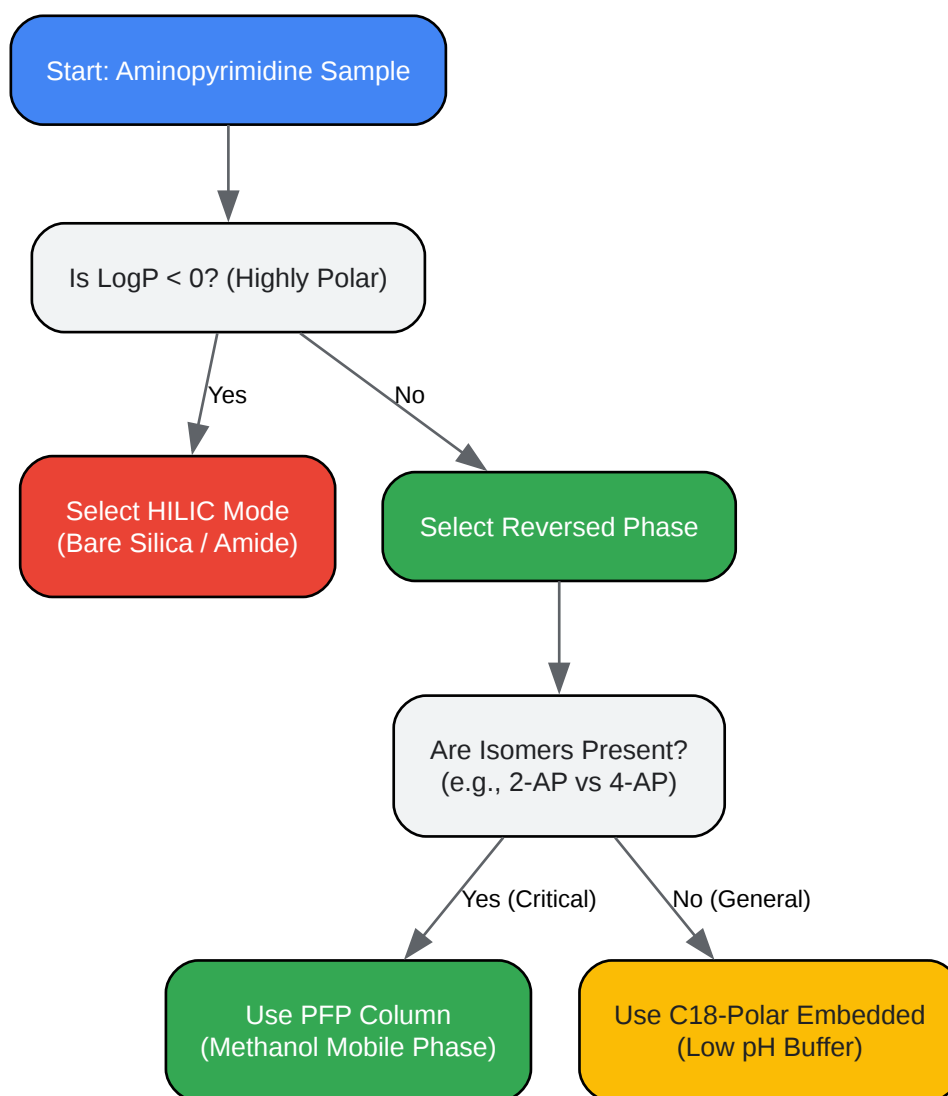 Start: Aminopyrimidine Sample
Is LogP < 0? (Highly Polar)
Yes
No
Select HILIC Mode
(Bare Silica / Amide)
Select Reversed Phase
Are Isomers Present?
(e.g., 2-AP vs 4-AP)
Yes (Critical)
No (General)
Use PFP Column
(Methanol Mobile Phase)
Use C18-Polar Embedded
(Low pH Buffer)